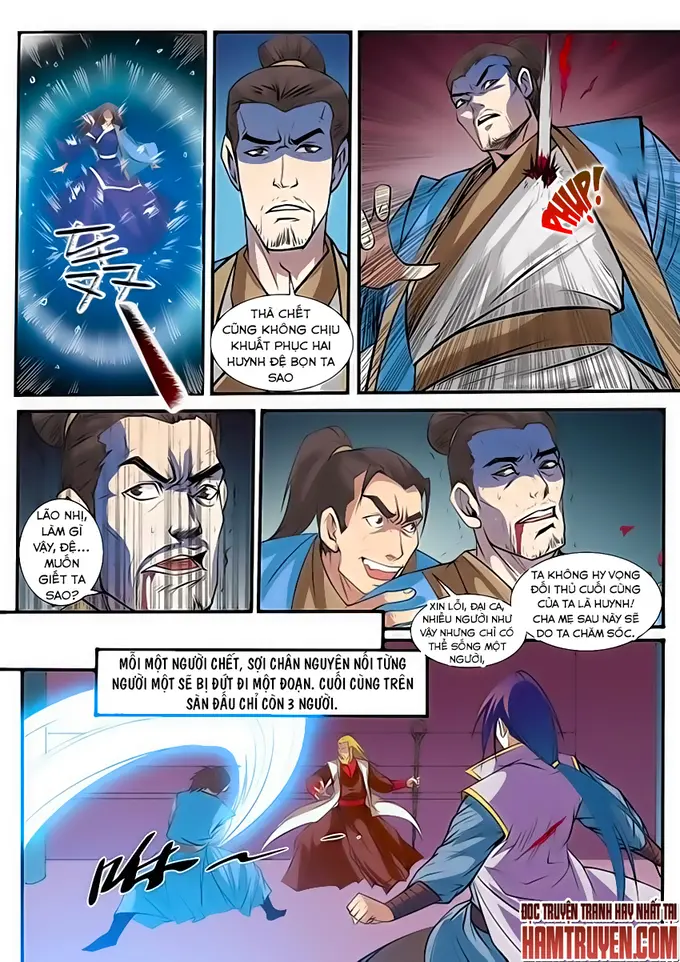 轰
PHỤP!
THÀ CHẾT
CŨNG KHÔNG CHỊU
KHUẤT PHỤC HAI
HUYNH ĐỆ BỌN TA
SAO
LÃO NHỊ,
LÀM GÌ
VẬY, ĐỆ...
MUỐN
GIẾT TA
SAO?
XIN LỖI, ĐẠI CA,
NHIỀU NGƯỜI NHƯ
VẬY NHƯNG CHỈ CÓ
THỂ SỐNG MỘT
NGƯỜI,
TA KHÔNG HY VỌNG
ĐỐI THỦ CUỐI CÙNG
CỦA TA LÀ HUYNH!
CHA MẸ SAU NÀY SẼ
DO TA CHĂM SÓC.
MỖI MỘT NGƯỜI CHẾT, SỢI CHÂN NGUYÊN NỐI TỪNG
NGƯỜI MỘT SẼ BỊ ĐỨT ĐI MỘT ĐOẠN. CUỐI CÙNG TRÊN
SÀN ĐẤU CHỈ CÒN 3 NGƯỜI.
ĐỌC TRUYỆN TRANH HAY NHẤT TẠI
HAMTRUYEN.COM